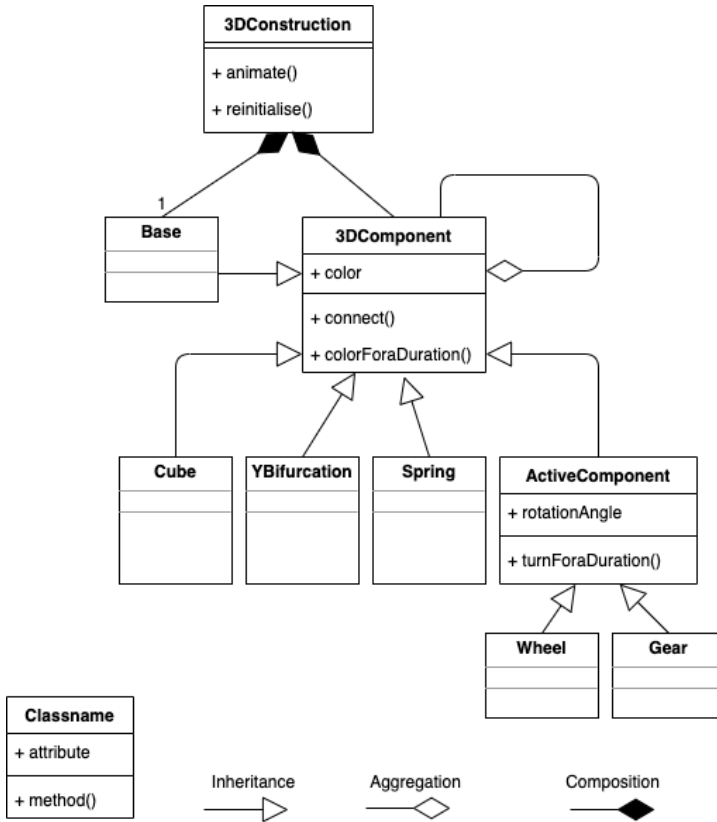 3DConstruction
+ animate()
+ reinitialise()
1
Base
3DComponent
+ color
+ connect()
+ colorForaDuration()
Cube
YBifurcation
Spring
ActiveComponent
+ rotationAngle
+ turnForaDuration()
Wheel
Gear
Classname
+ attribute
+ method()
Inheritance
Aggregation
Composition